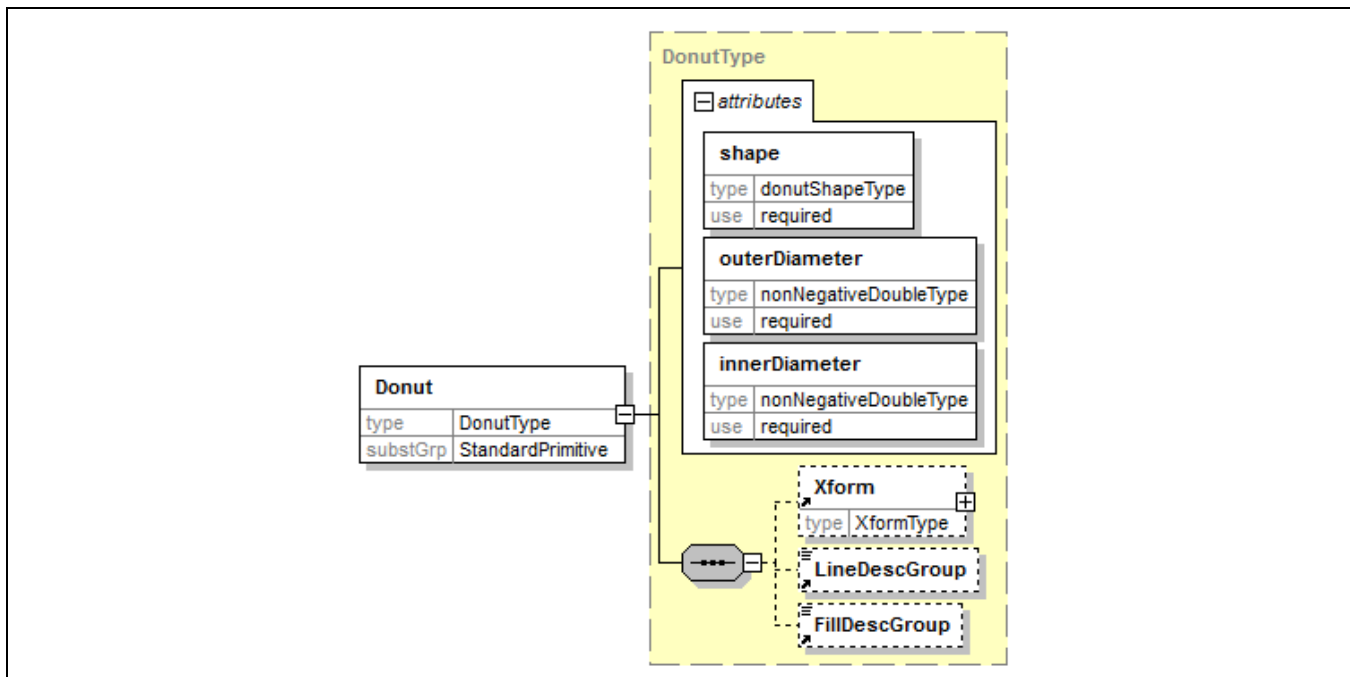 DonutType
attributes
shape
type donutShapeType
use required
outerDiameter
type nonNegativeDoubleType
use required
innerDiameter
type nonNegativeDoubleType
use required
Donut
type DonutType
substGrp StandardPrimitive
Xform
type XformType
LineDescGroup
FillDescGroup